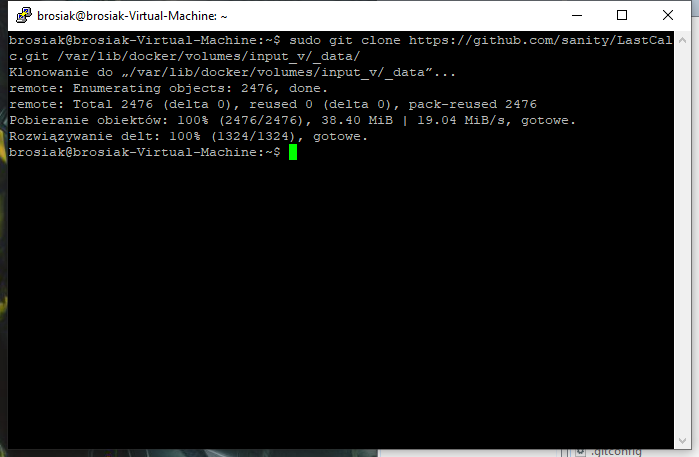 brosiak@brosiak-Virtual-Machine: ~
brosiak@brosiak-Virtual-Machine:~$ sudo git clone https://github.com/sanity/LastCal
c.git /var/lib/docker/volumes/input_v/_data/
Klonowanie do „/var/lib/docker/volumes/input_v/_data”...
remote: Enumerating objects: 2476, done.
remote: Total 2476 (delta 0), reused 0 (delta 0), pack-reused 2476
Pobieranie obiektów: 100% (2476/2476), 38.40 MiB | 19.04 MiB/s, gotowe.
Rozwiązywanie delt: 100% (1324/1324), gotowe.
brosiak@brosiak-Virtual-Machine:~$
.gitconfig